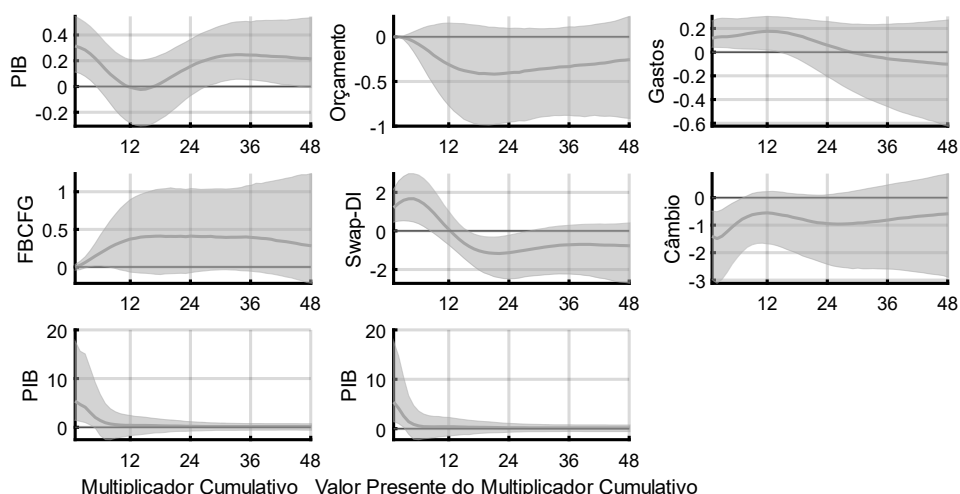 PIB
0.4
0.2
0
-0.2
12 24 36 48
Orçamento
0
-0.5
-1
12 24 36 48
Gastos
0.2
0
-0.2
-0.4
-0.6
12 24 36 48
FBCFG
1
0.5
0
12 24 36 48
Swap-DI
2
0
-2
12 24 36 48
Câmbio
0
-1
-2
-3
12 24 36 48
PIB
20
10
0
12 24 36 48
Multiplicador Cumulativo
PIB
20
10
0
12 24 36 48
Valor Presente do Multiplicador Cumulativo